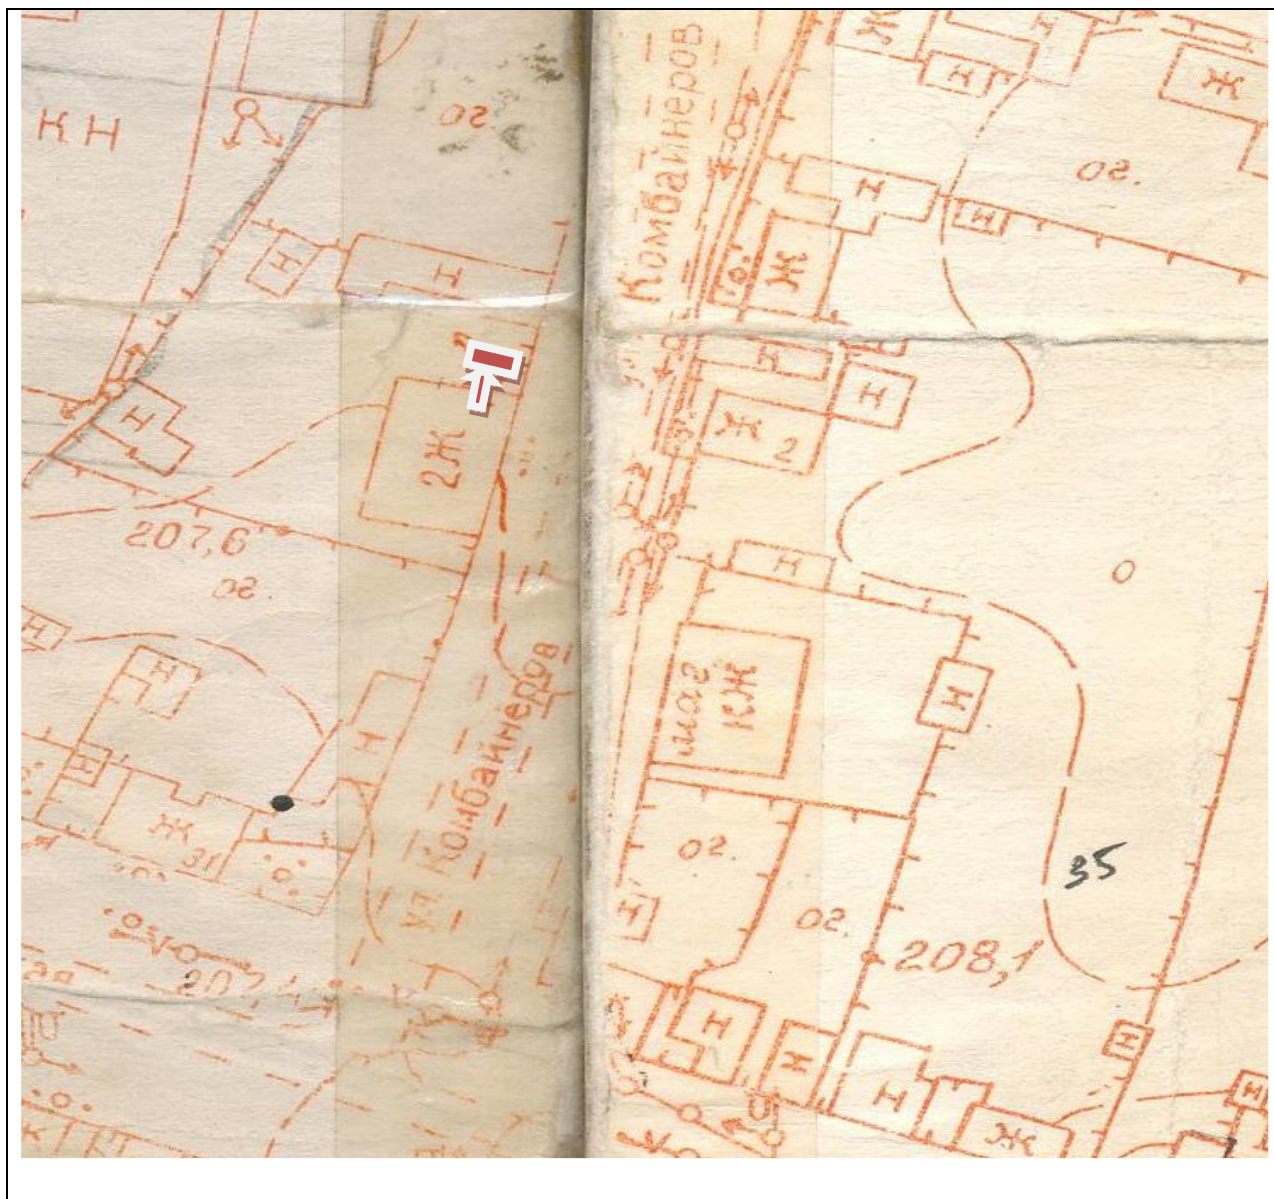 Ж
Н
Ж
ог.
КН
ог.
Комбайнеров
Н
Н
Н
Н
Ж
Н
Н
Н
Ж 2
Н
2Ж
207,6
Н
о
ог.
Н
Н
Н
маг
КЖ
Н
Н
Ж
31
ул Комбайнеров
ог.
35
Н
ог.
208,1
Н
Н
Н
Н
Н
Ж